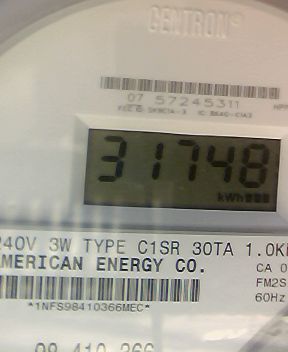 CENTRON®
07 57245311
31748
kWh
240V 3W TYPE C1SR 30TA 1.0K
AMERICAN ENERGY CO.
CA 0
FM2S
60Hz
*1NFS98410366MEC*
98 410 366